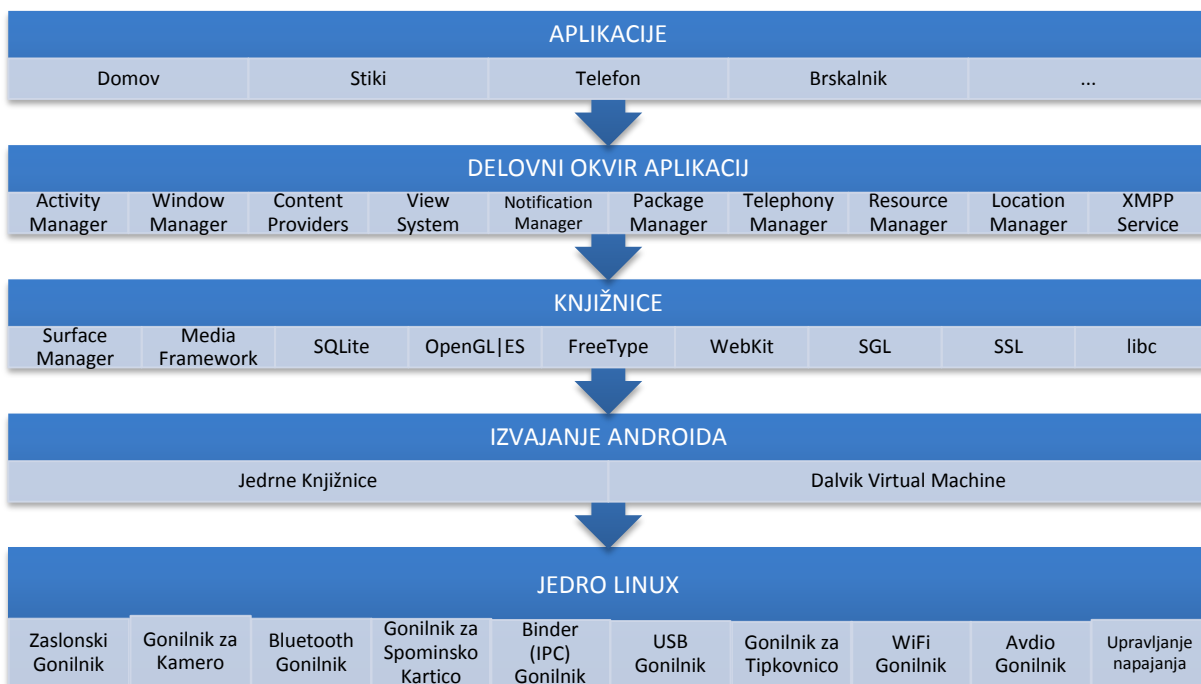 APLIKACIJE
Domov
Stiki
Telefon
Brskalnik
...
DELOVNI OKVIR APLIKACIJ
Activity
Manager
Window
Manager
Content
Providers
View
System
Notification
Manager
Package
Manager
Telephony
Manager
Resource
Manager
Location
Manager
XMPP
Service
KNJIŽNICE
Surface
Manager
Media
Framework
SQLite
OpenGL|ES
FreeType
WebKit
SGL
SSL
libc
IZVAJANJE ANDROIDA
Jedrne Knjižnice
Dalvik Virtual Machine
JEDRO LINUX
Zaslonski
Gonilnik
Gonilnik za
Kamero
Bluetooth
Gonilnik
Gonilnik za
Spominsko
Kartico
Binder
(IPC)
Gonilnik
USB
Gonilnik
Gonilnik za
Tipkovnico
WiFi
Gonilnik
Avdio
Gonilnik
Upravljanje
napajanja